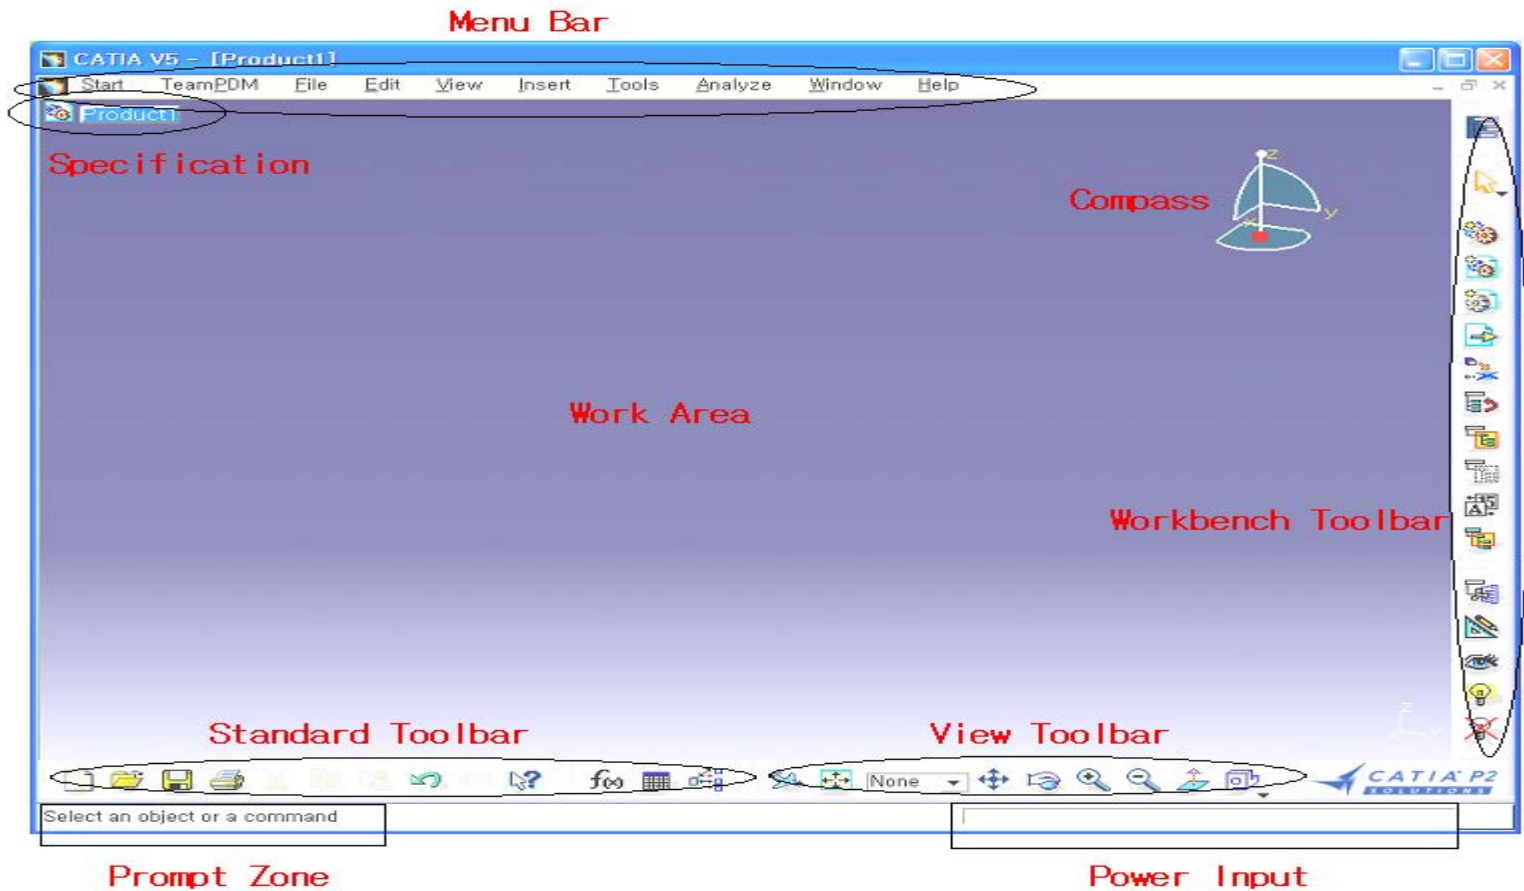 Menu Bar
CATIA V5 - [Product1]
Start TeamPDM File Edit View Insert Tools Analyze Window Help
Product1
Specification
z
Compass
y
x
Work Area
Workbench Toolbar
Standard Toolbar
View Toolbar
f(x)
None
CATIA P2
SOLUTIONS
Select an object or a command
Prompt Zone
Power Input